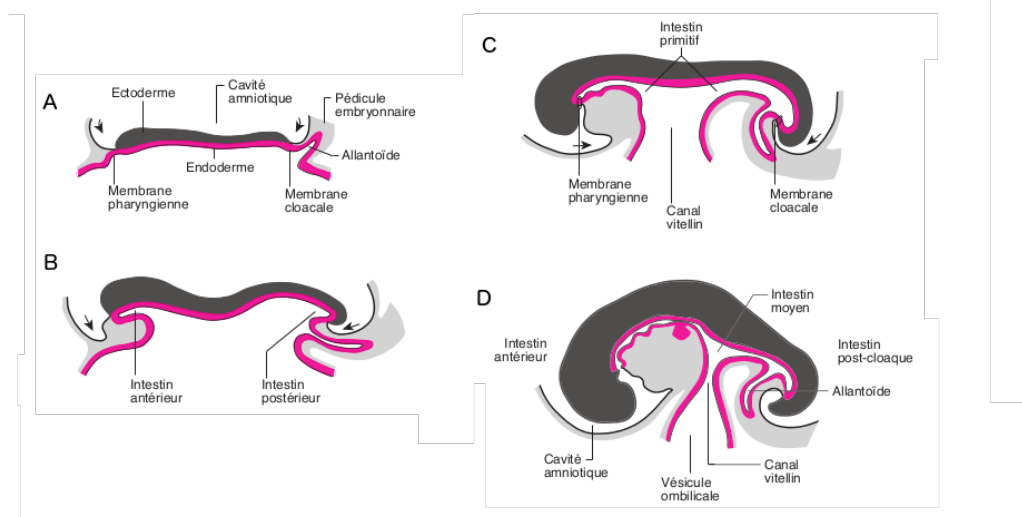 A
Ectoderme
Cavité
amniotique
Pédicule
embryonnaire
Allantoïde
Endoderme
Membrane
pharyngienne
Membrane
cloacale
B
Intestin
antérieur
Intestin
postérieur
C
Intestin
primitif
Membrane
pharyngienne
Canal
vitellin
Membrane
cloacale
D
Intestin
moyen
Intestin
antérieur
Intestin
post-cloaque
Allantoïde
Cavité
amniotique
Vésicule
ombilicale
Canal
vitellin